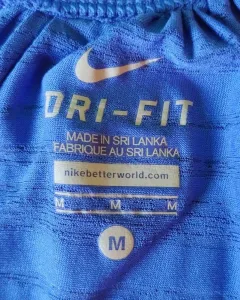 DRI-FIT
MADE IN SRI LANKA
FABRIQUE AU SRI LANKA
nikebetterworld.com
M M M
M